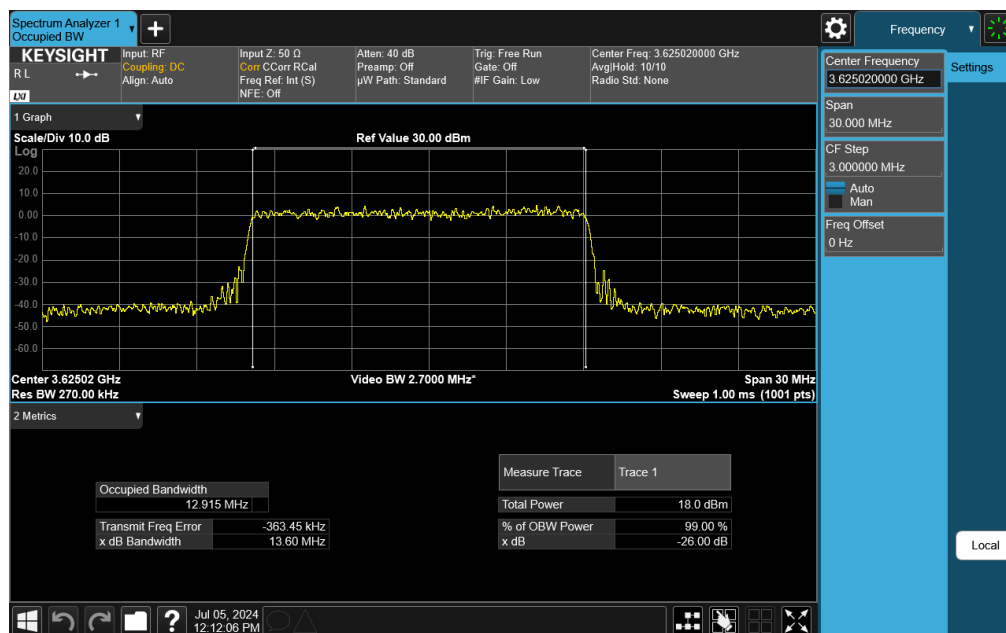 Spectrum Analyzer 1
Occupied BW
Frequency
KEYSIGHT
R L
LXI
Input: RF
Coupling: DC
Align: Auto
Input Z: 50 Ω
Corr CCorr RCal
Freq Ref: Int (S)
NFE: Off
Atten: 40 dB
Preamp: Off
µW Path: Standard
Trig: Free Run
Gate: Off
#IF Gain: Low
Center Freq: 3.625020000 GHz
Avg|Hold: 10/10
Radio Std: None
Center Frequency
3.625020000 GHz
Settings
Span
30.000 MHz
CF Step
3.000000 MHz
Auto
Man
Freq Offset
0 Hz
Local
1 Graph
Scale/Div 10.0 dB
Ref Value 30.00 dBm
Log
20.0
10.0
0.00
-10.0
-20.0
-30.0
-40.0
-50.0
-60.0
Center 3.62502 GHz
Video BW 2.7000 MHz*
Span 30 MHz
Res BW 270.00 kHz
Sweep 1.00 ms (1001 pts)
2 Metrics
Measure Trace Trace 1
Occupied Bandwidth
12.915 MHz
Total Power 18.0 dBm
Transmit Freq Error -363.45 kHz
% of OBW Power 99.00 %
x dB Bandwidth 13.60 MHz
x dB -26.00 dB
Jul 05, 2024
12:12:06 PM